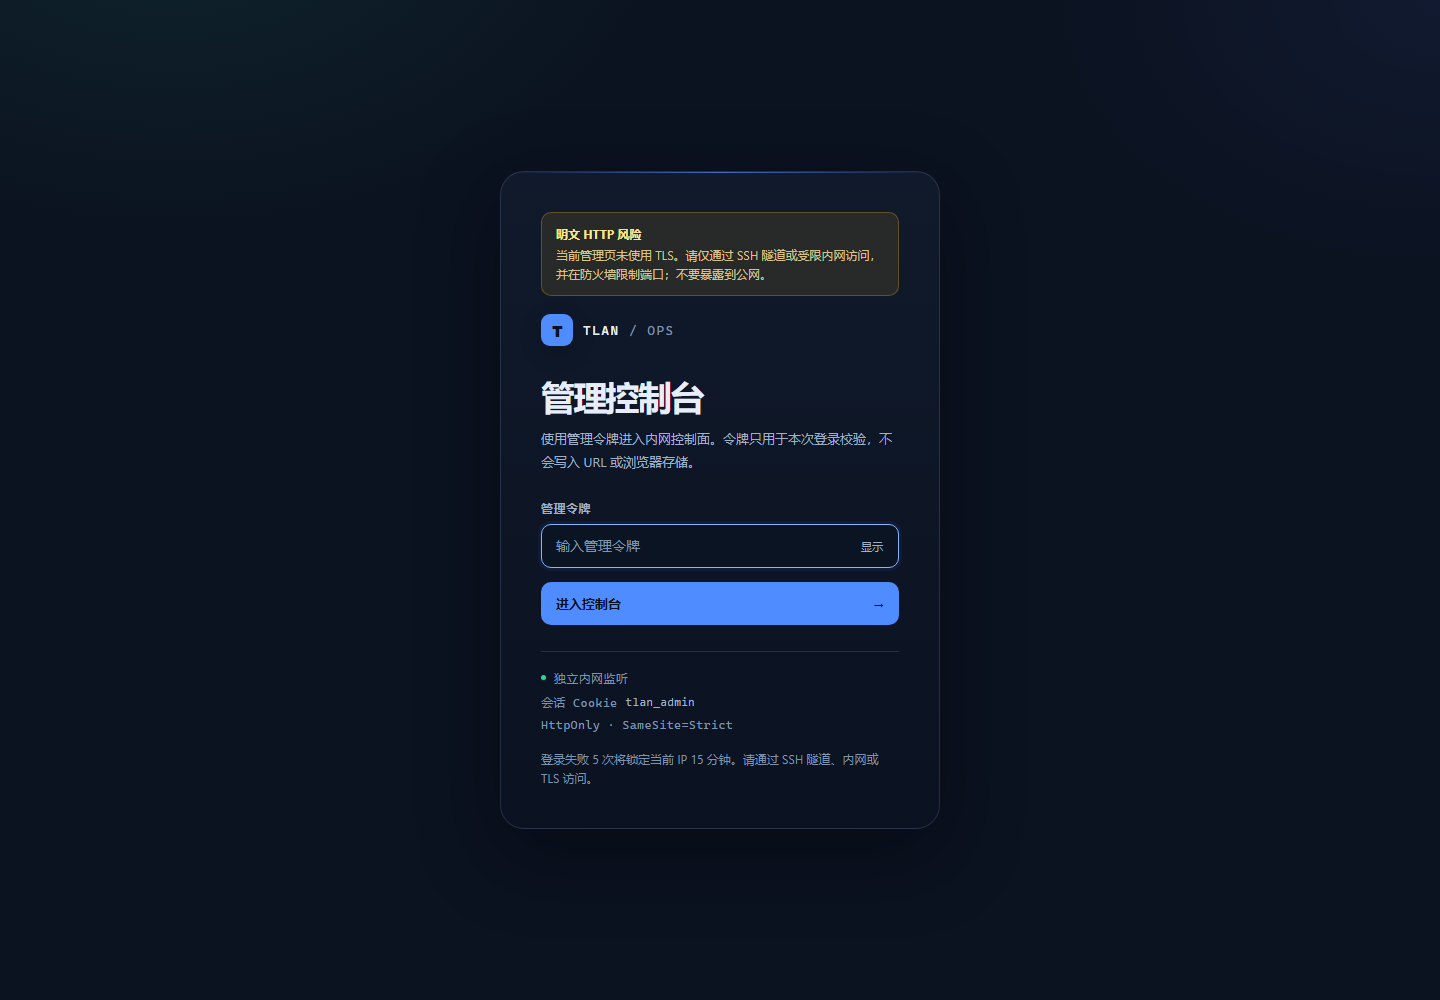 明文 HTTP 风险
当前管理页未使用 TLS。请仅通过 SSH 隧道或受限内网访问，
并在防火墙限制端口；不要暴露到公网。
T TLAN / OPS
管理控制台
使用管理令牌进入内网控制面。令牌只用于本次登录校验，不
会写入 URL 或浏览器存储。
管理令牌
输入管理令牌 显示
进入控制台 →
独立内网监听
会话 Cookie tlan_admin
HttpOnly · SameSite=Strict
登录失败 5 次将锁定当前 IP 15 分钟。请通过 SSH 隧道、内网或
TLS 访问。